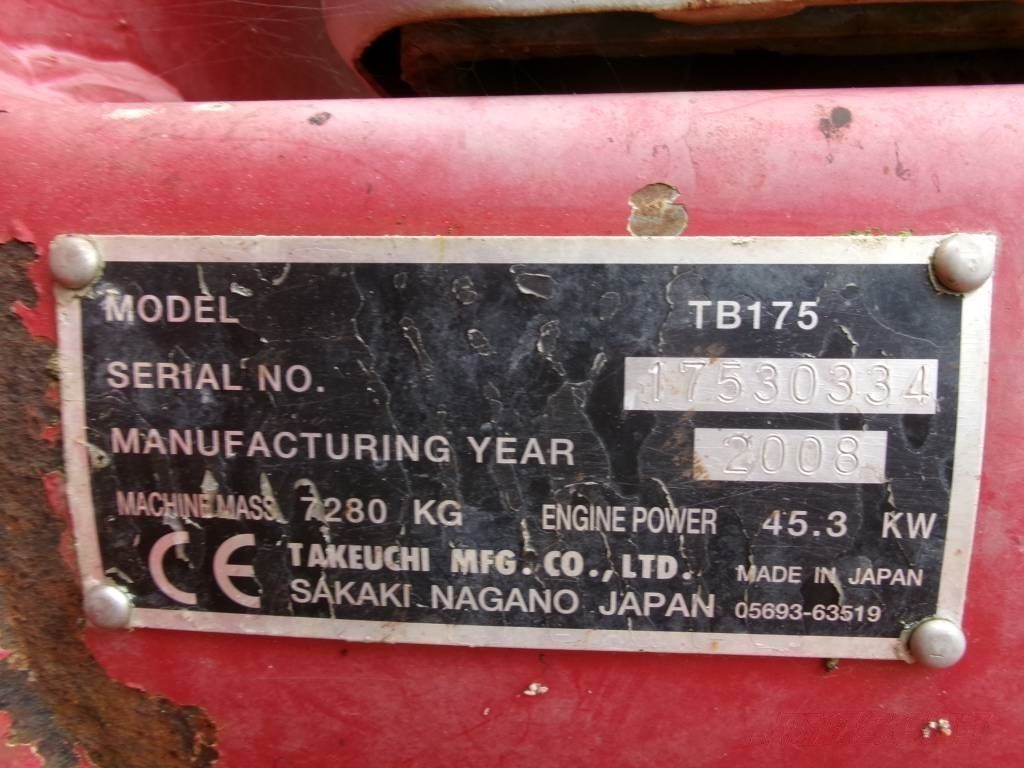 MODEL TB175
SERIAL NO. 17530334
MANUFACTURING YEAR 2008
MACHINE MASS 7280 KG ENGINE POWER 45.3 KW
CE TAKEUCHI MFG. CO., LTD. MADE IN JAPAN
SAKAKI NAGANO JAPAN 05693-63519